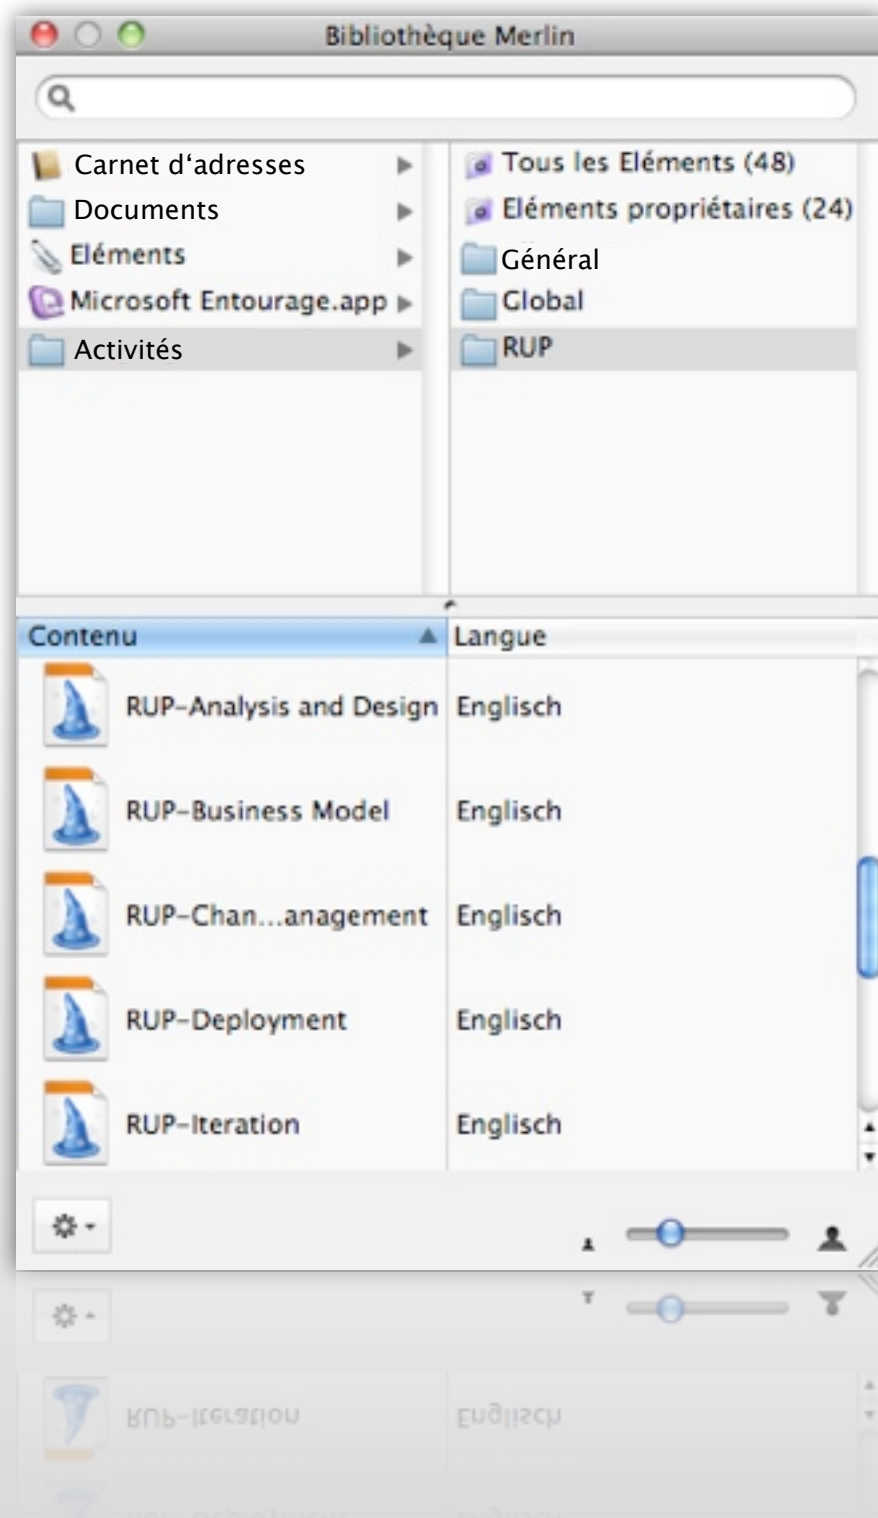 Bibliothèque Merlin
Carnet d‘adresses
Documents
Eléments
Microsoft Entourage.app
Activités
Tous les Eléments (48)
Eléments propriétaires (24)
Général
Global
RUP
Contenu Langue
RUP-Analysis and Design Englisch
RUP-Business Model Englisch
RUP-Chan...anagement Englisch
RUP-Deployment Englisch
RUP-Iteration Englisch